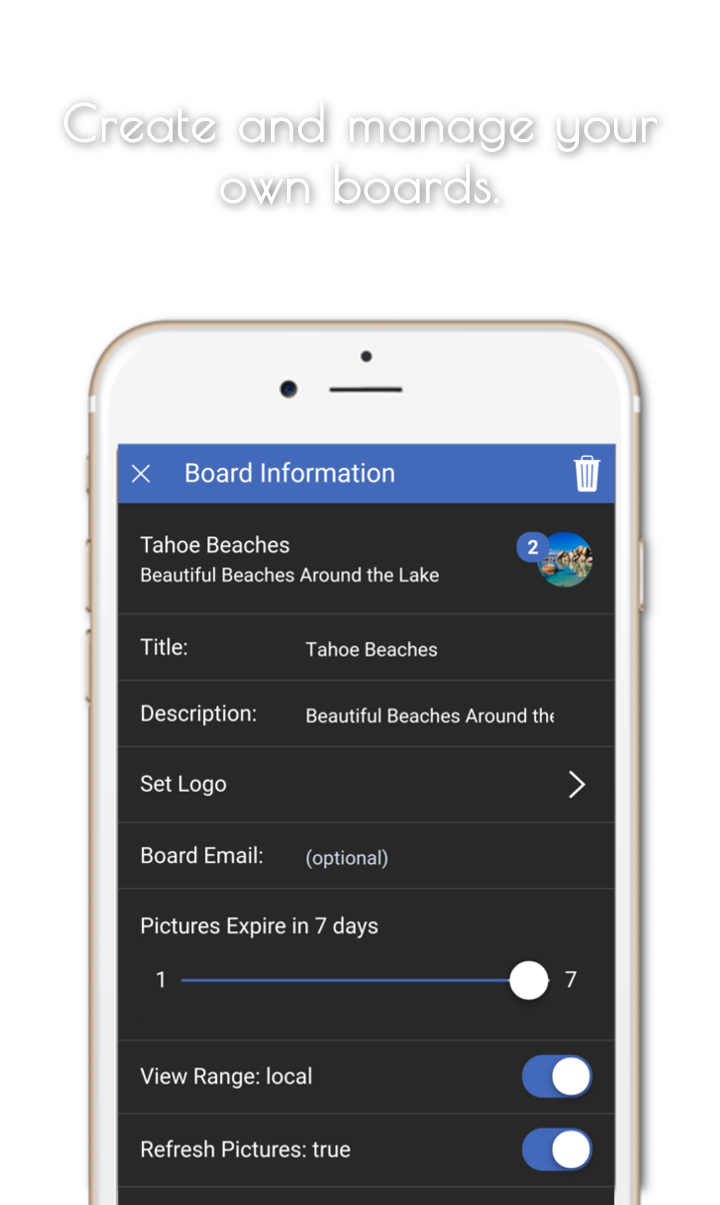 Create and manage your
own boards.
Board Information
Tahoe Beaches
2
Beautiful Beaches Around the Lake
Title: Tahoe Beaches
Description: Beautiful Beaches Around the
Set Logo
Board Email: (optional)
Pictures Expire in 7 days
1 7
View Range: local
Refresh Pictures: true